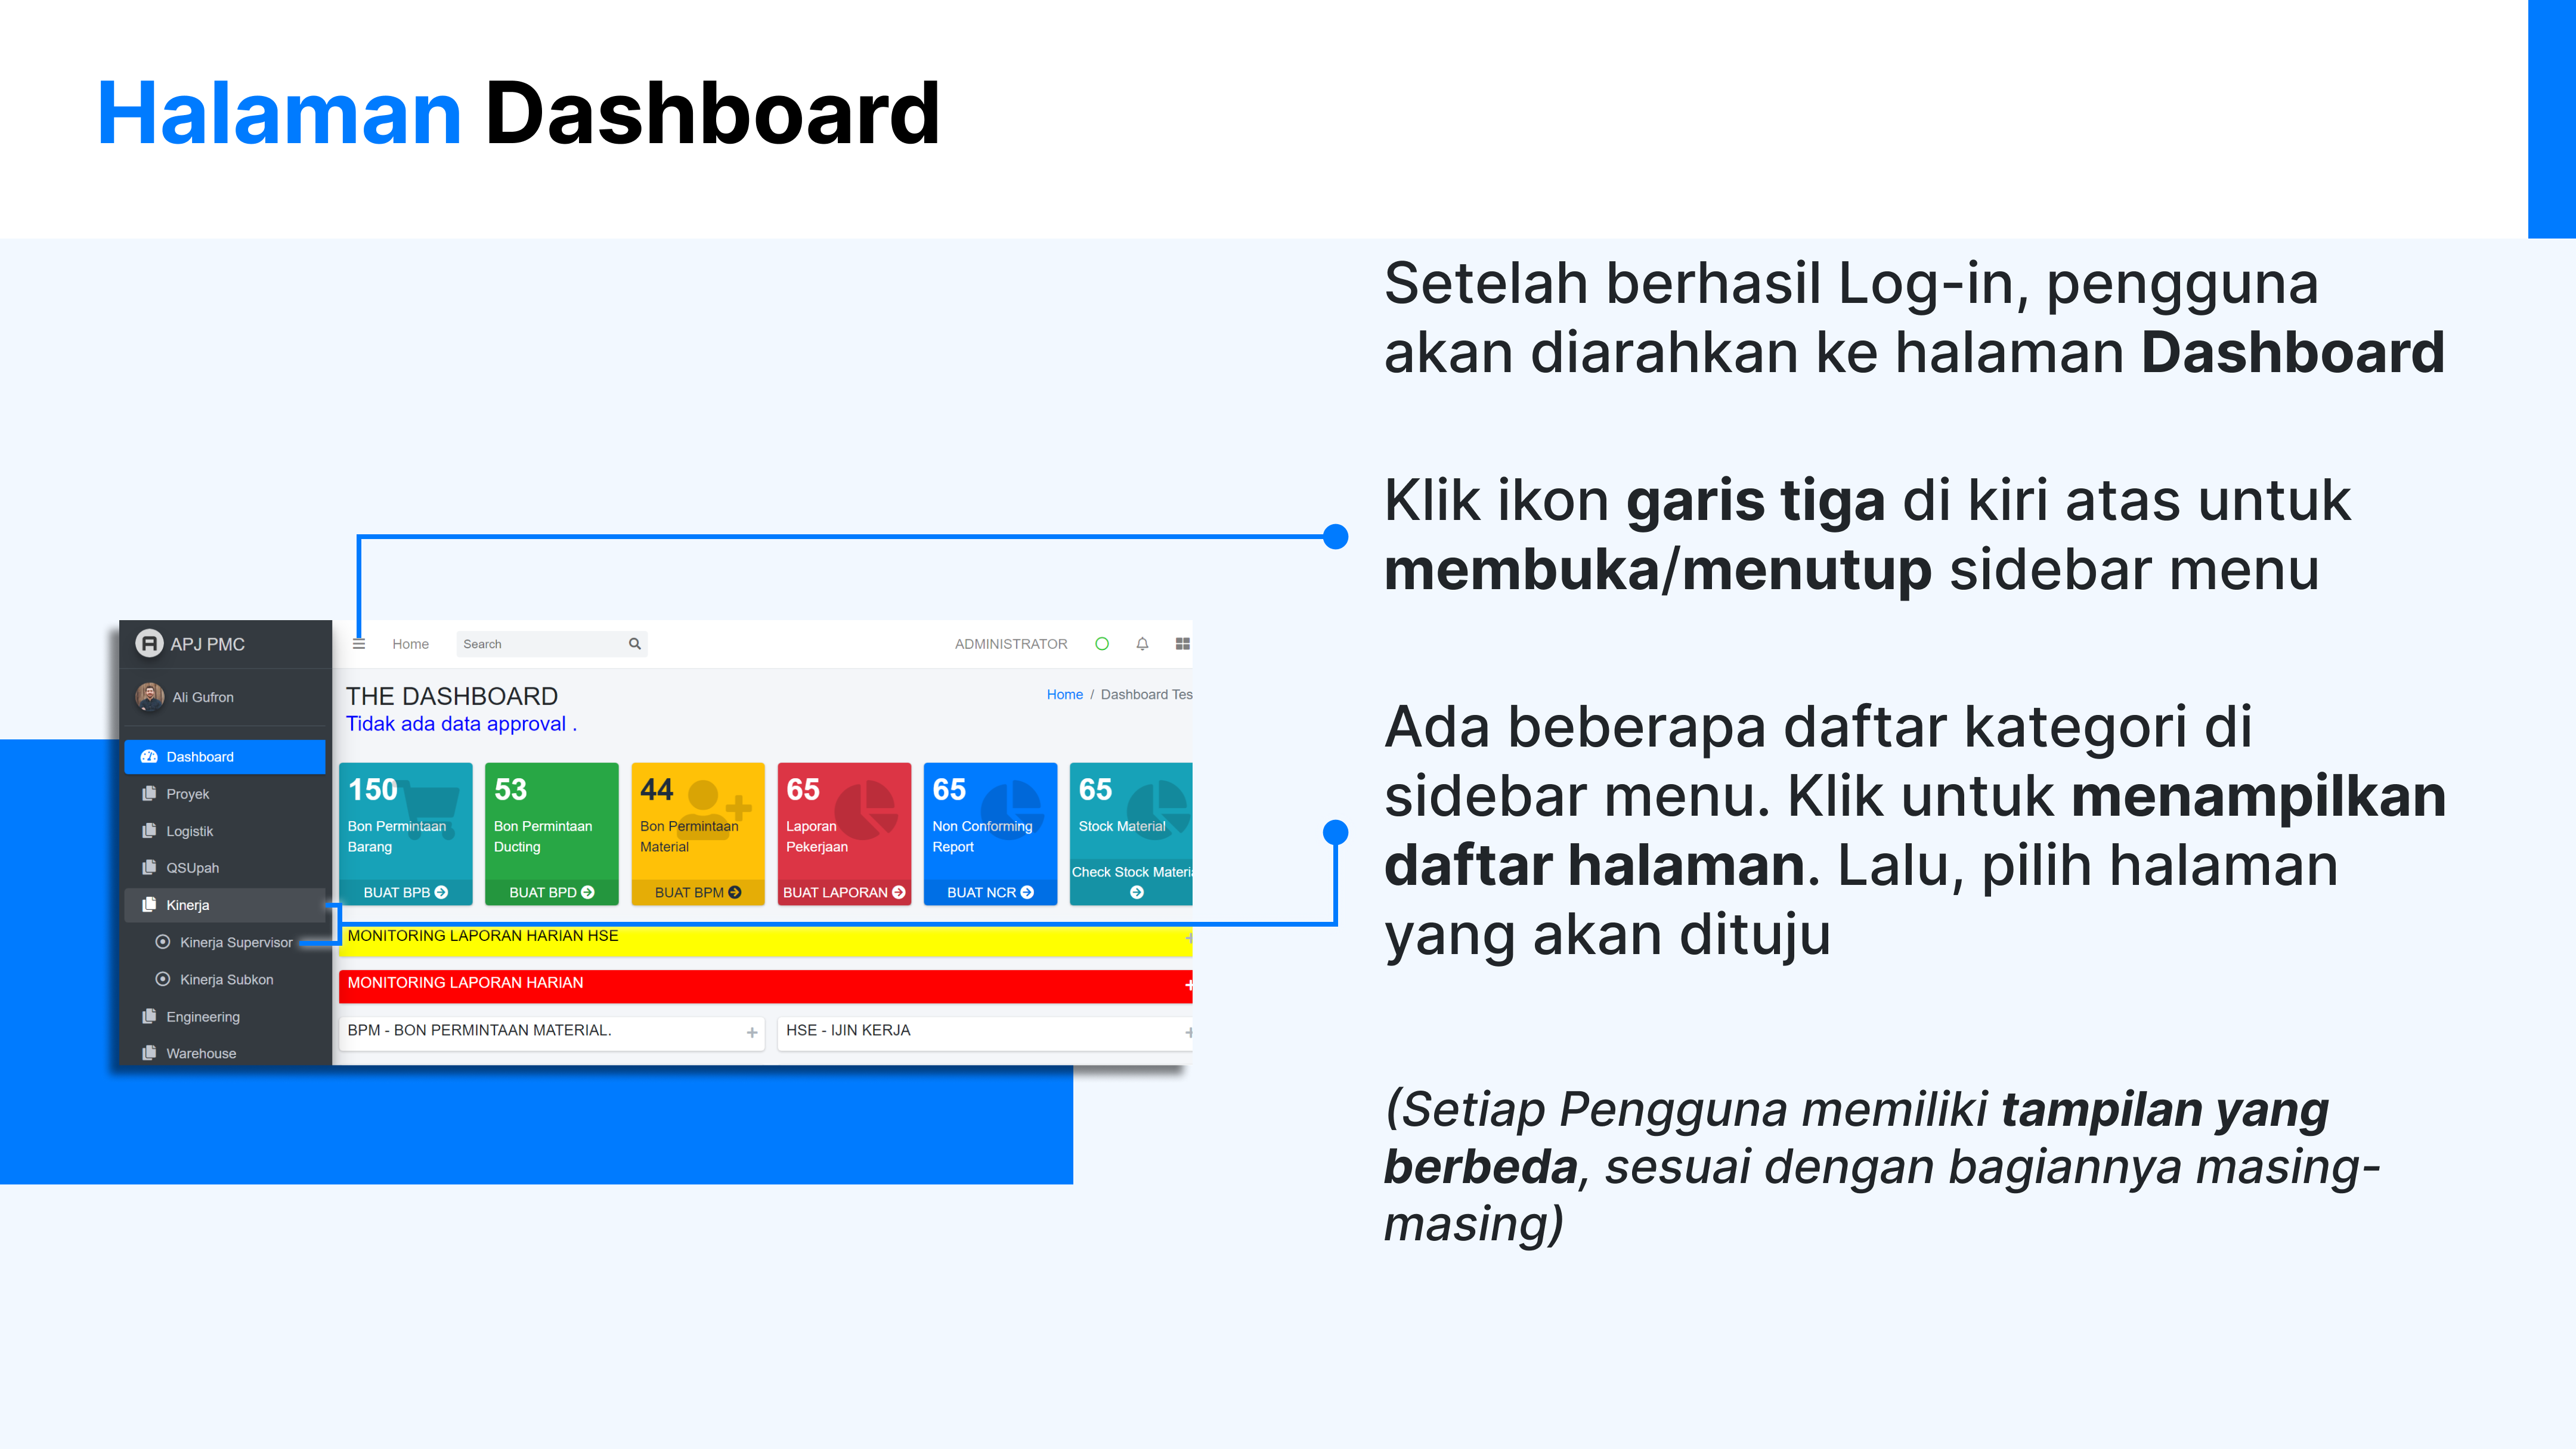 Halaman Dashboard
Setelah berhasil Log-in, pengguna
akan diarahkan ke halaman Dashboard
Klik ikon garis tiga di kiri atas untuk
membuka/menutup sidebar menu
Ada beberapa daftar kategori di
sidebar menu. Klik untuk menampilkan
daftar halaman. Lalu, pilih halaman
yang akan dituju
(Setiap Pengguna memiliki tampilan yang
berbeda, sesuai dengan bagiannya masing-
masing)
APJ PMC
Ali Gufron
Dashboard
Proyek
Logistik
QSUpah
Kinerja
Kinerja Supervisor
Kinerja Subkon
Engineering
Warehouse
Home
Search
ADMINISTRATOR
THE DASHBOARD
Home / Dashboard Tes
Tidak ada data approval .
150
Bon Permintaan
Barang
BUAT BPB
53
Bon Permintaan
Ducting
BUAT BPD
44
Bon Permintaan
Material
BUAT BPM
65
Laporan
Pekerjaan
BUAT LAPORAN
65
Non Conforming
Report
BUAT NCR
65
Stock Material
Check Stock Materi
MONITORING LAPORAN HARIAN HSE
MONITORING LAPORAN HARIAN
BPM - BON PERMINTAAN MATERIAL.
HSE - IJIN KERJA